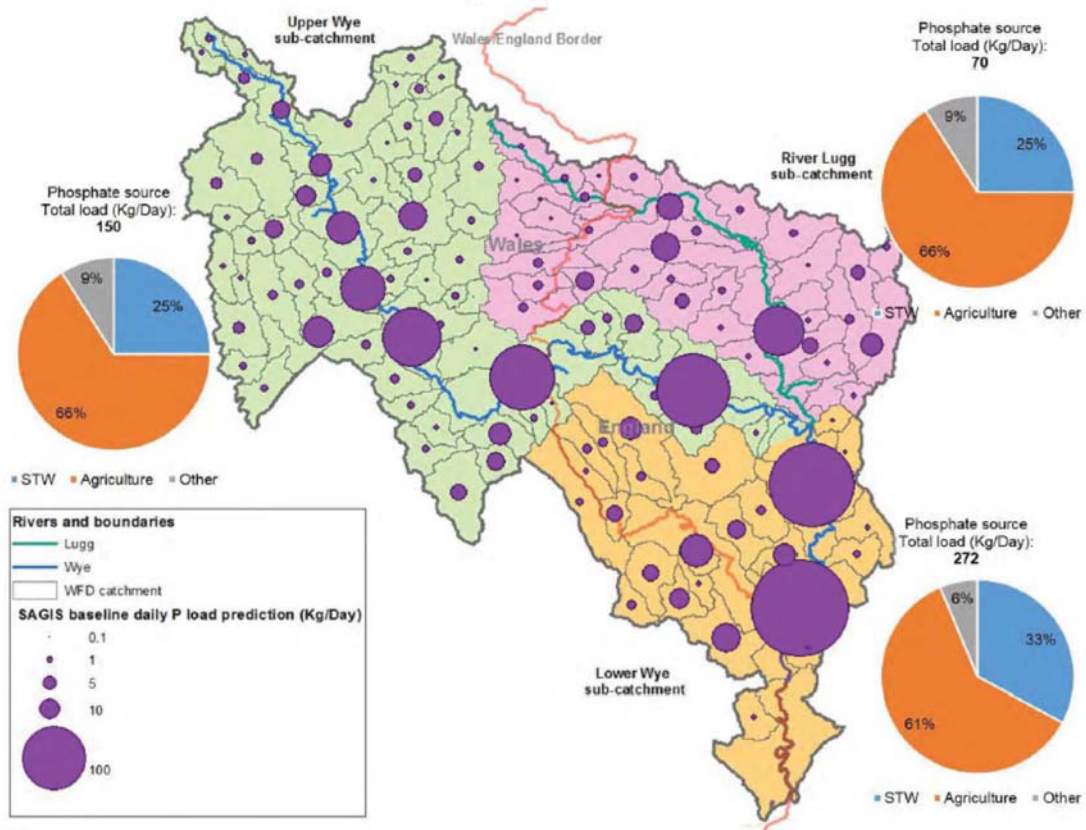 Upper Wye
sub-catchment
Wales/England Border
Phosphate source
Total load (Kg/Day):
70
9%
25%
66%
STW Agriculture Other
River Lugg
sub-catchment
Phosphate source
Total load (Kg/Day):
150
9%
25%
66%
STW Agriculture Other
Wales
England
Rivers and boundaries
Lugg
Wye
WFD catchment
SAGIS baseline daily P load prediction (Kg/Day)
0.1
1
5
10
100
Lower Wye
sub-catchment
Phosphate source
Total load (Kg/Day):
272
6%
33%
61%
STW Agriculture Other